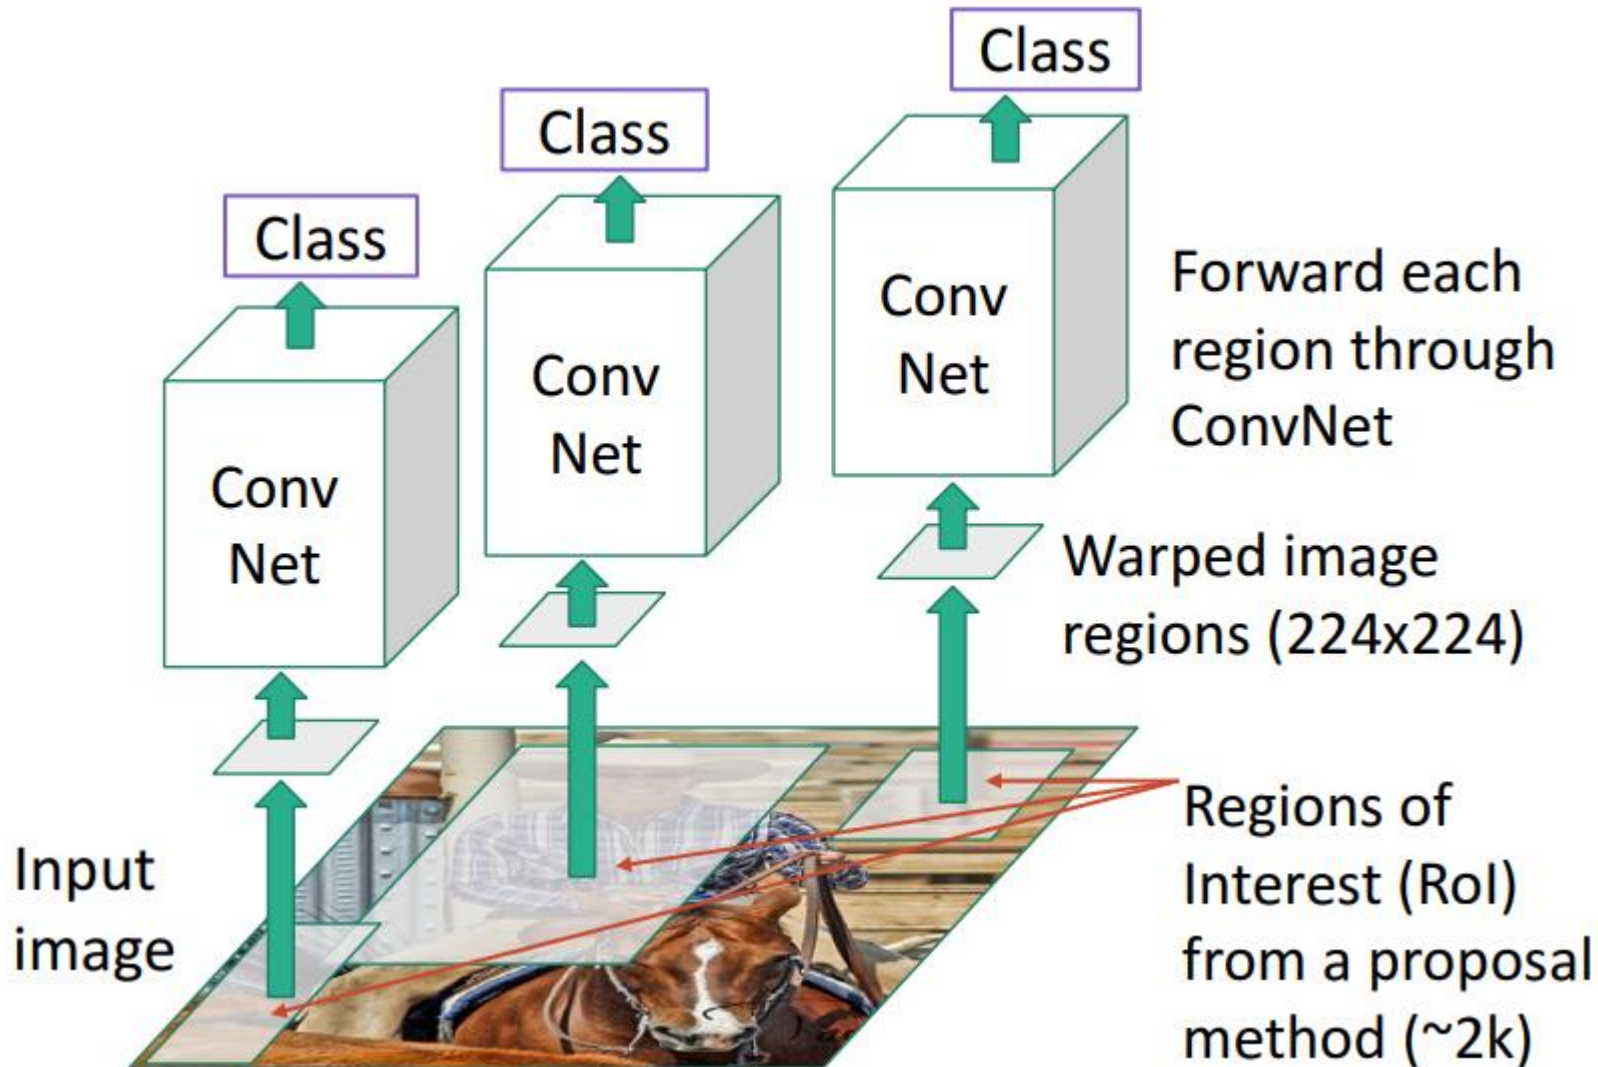 Class
Class
Class
Conv
Net
Conv
Net
Conv
Net
Forward each
region through
ConvNet
Warped image
regions (224x224)
Input
image
Regions of
Interest (RoI)
from a proposal
method (~2k)